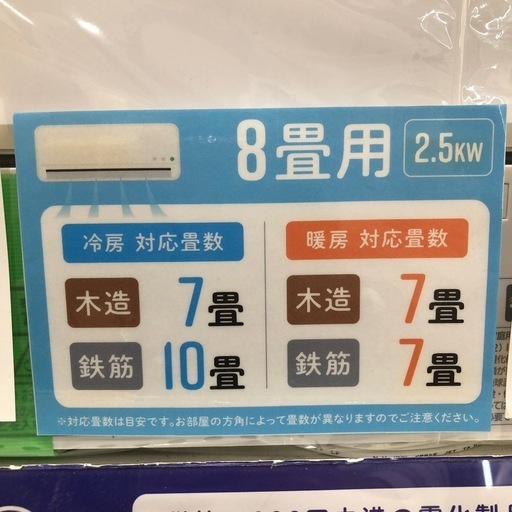 8畳用 2.5KW
冷房 対応畳数
木造 7畳
鉄筋 10畳
暖房 対応畳数
木造 7畳
鉄筋 7畳
※対応畳数は目安です。お部屋の方角によって畳数が異なりますのでご注意ください。